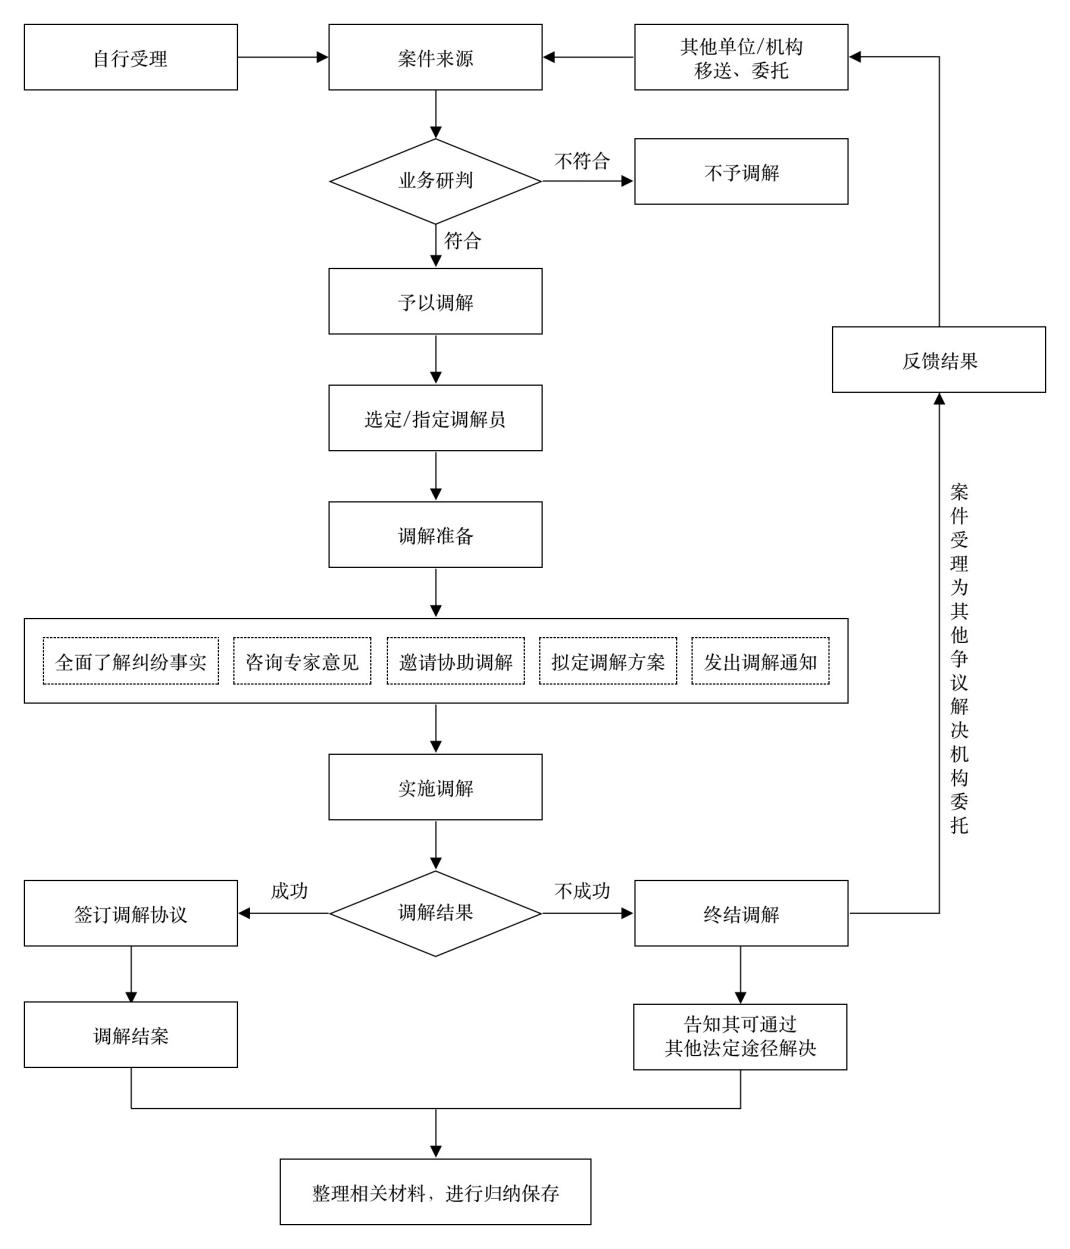 自行受理
案件来源
其他单位/机构
移送、委托
业务研判
不符合
不予调解
符合
予以调解
反馈结果
选定/指定调解员
案件受理为其他争议解决机构委托
调解准备
全面了解纠纷事实
咨询专家意见
邀请协助调解
拟定调解方案
发出调解通知
实施调解
成功
不成功
签订调解协议
调解结果
终结调解
调解结案
告知其可通过
其他法定途径解决
整理相关材料，进行归纳保存